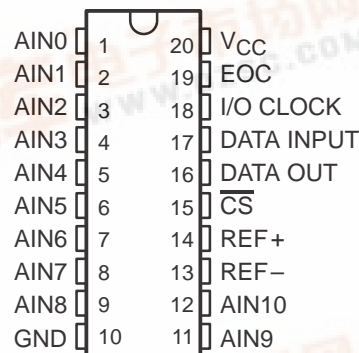 AIN0 1 20 VCC
AIN1 2 19 EOC
AIN2 3 18 I/O CLOCK
AIN3 4 17 DATA INPUT
AIN4 5 16 DATA OUT
AIN5 6 15 C̅S̅
AIN6 7 14 REF+
AIN7 8 13 REF−
AIN8 9 12 AIN10
GND 10 11 AIN9